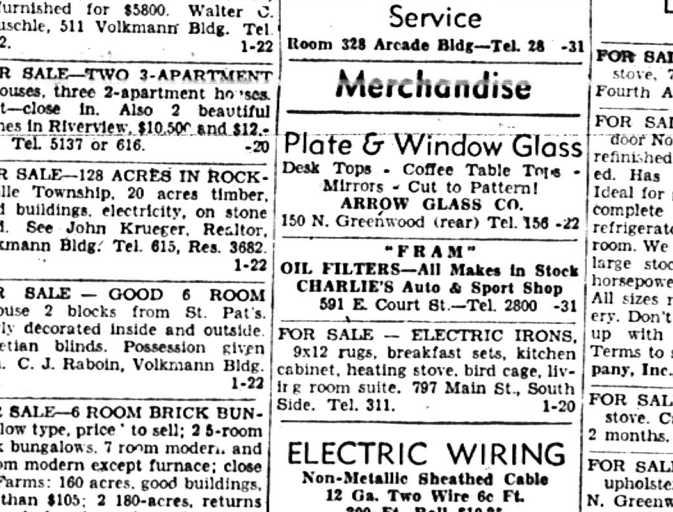 urnished for $5800. Walter C.
uschle, 511 Volkmann Bldg. Tel.
2. 1-22
R SALE—TWO 3-APARTMENT
ouses, three 2-apartment houses.
t—close in. Also 2 beautiful
nes in Riverview, $10,500 and $12,-
Tel. 5137 or 616. -20
R SALE—128 ACRES IN ROCK-
lle Township, 20 acres timber,
d buildings, electricity, on stone
d. See John Krueger, Realtor,
kmann Bldg. Tel. 615, Res. 3682.
1-22
R SALE — GOOD 6 ROOM
ouse 2 blocks from St. Pat's.
ly decorated inside and outside.
etian blinds. Possession given
. C. J. Raboin, Volkmann Bldg.
1-22
SALE—6 ROOM BRICK BUN-
low type, price to sell; 2 5-room
k bungalows, 7 room modern, and
om modern except furnace; close
Farms: 160 acres, good buildings,
than $105; 2 180-acres, returns
Service
Room 328 Arcade Bldg—Tel. 28 -31
Merchandise
Plate & Window Glass
Desk Tops - Coffee Table Tops -
Mirrors - Cut to Pattern!
ARROW GLASS CO.
150 N. Greenwood (rear) Tel. 156 -22
"FRAM"
OIL FILTERS—All Makes in Stock
CHARLIE'S Auto & Sport Shop
591 E. Court St.—Tel. 2800 -31
FOR SALE — ELECTRIC IRONS,
9x12 rugs, breakfast sets, kitchen
cabinet, heating stove, bird cage, liv-
irg room suite. 797 Main St., South
Side. Tel. 311. 1-20
ELECTRIC WIRING
Non-Metallic Sheathed Cable
12 Ga. Two Wire 6c Ft.
FOR SAL
stove, 7
Fourth A
FOR SAL
door No
refinished
ed. Has
Ideal for
complete
refrigerat
room. We
large stoc
horsepowe
All sizes r
ery. Don't
up with
Terms to s
pany, Inc.
FOR SAL
stove. C
2 months.
FOR SAL
upholste
N. Greenw